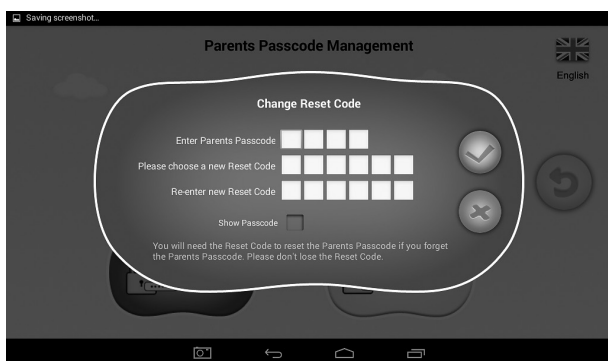 Saving screenshot...
Parents Passcode Management
English
Change Reset Code
Enter Parents Passcode
Please choose a new Reset Code
Re-enter new Reset Code
Show Passcode
You will need the Reset Code to reset the Parents Passcode if you forget
the Parents Passcode. Please don't lose the Reset Code.